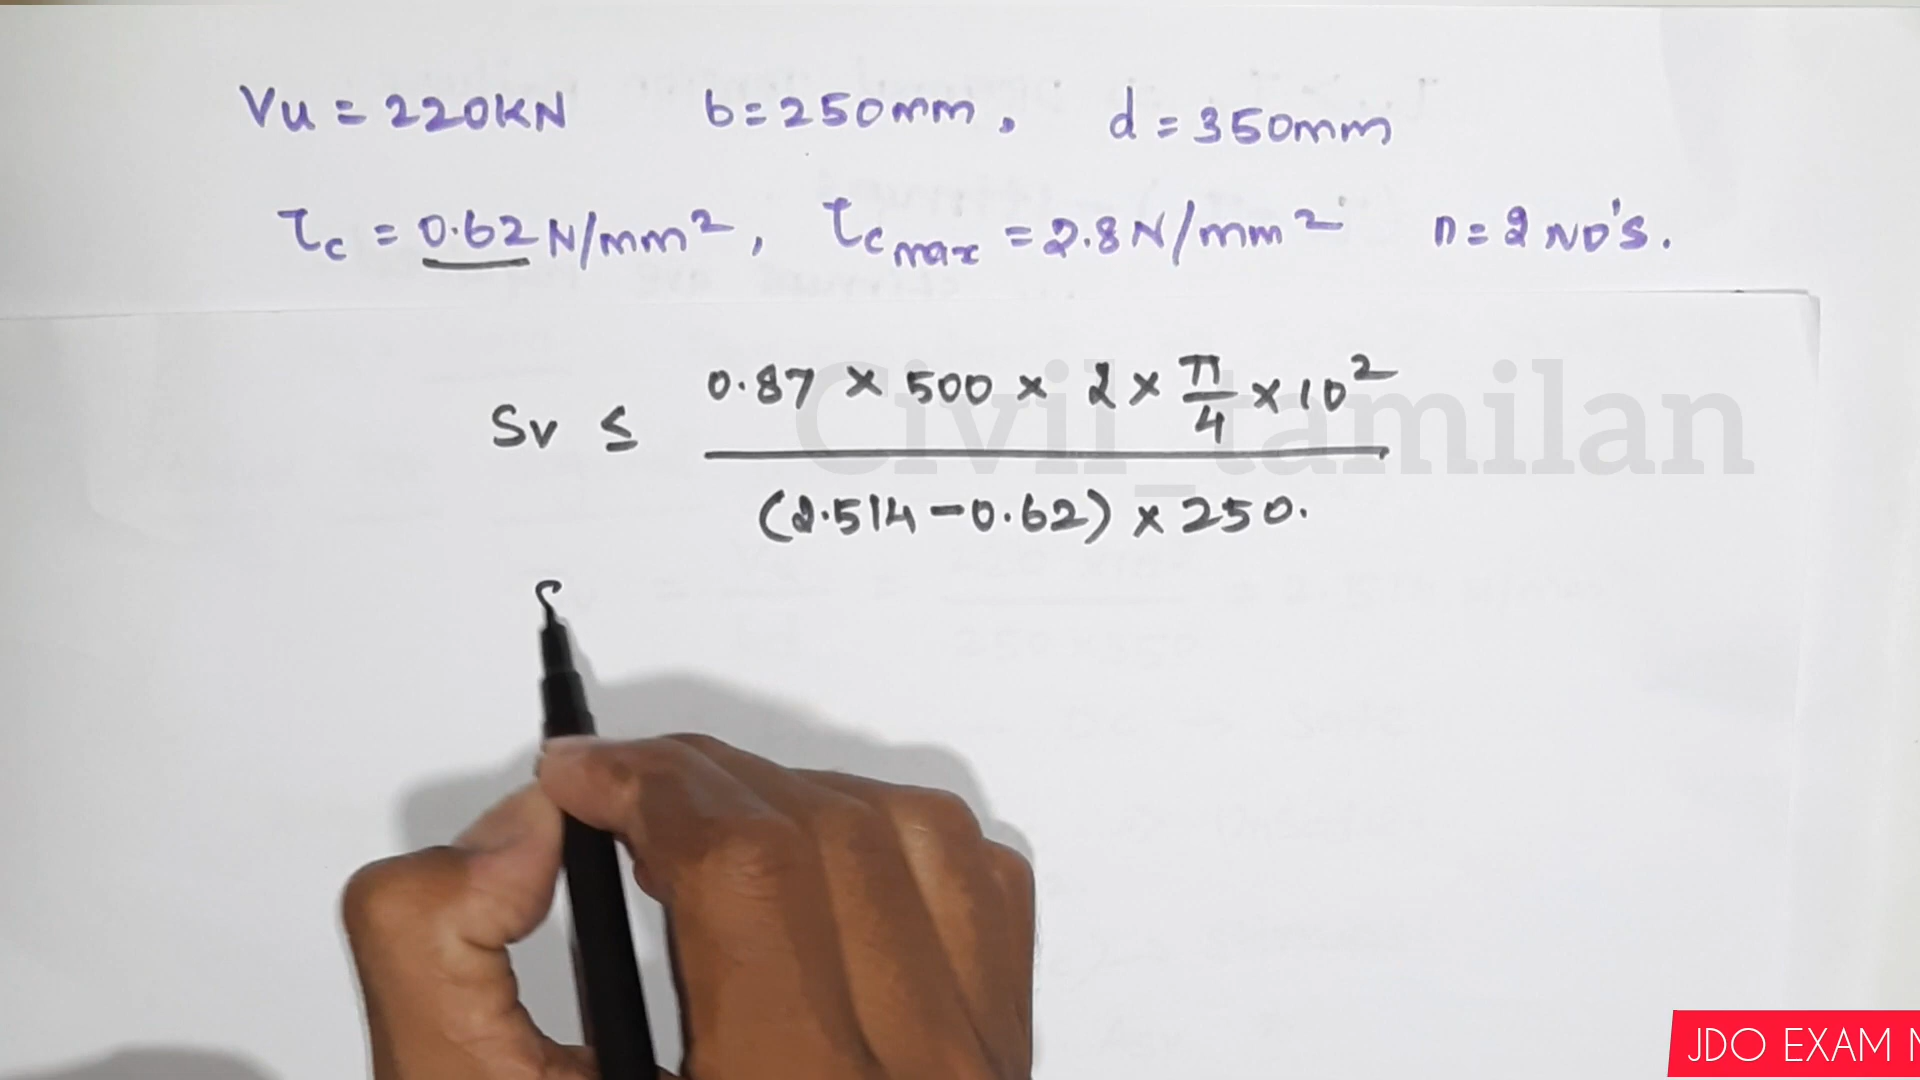 Vu = 220KN b=250mm, d=350mm
τc = 0.62 N/mm², τc max = 2.8 N/mm² n=2 NO'S.
Sv ≤ (0.87 × 500 × 2 × π/4 × 10²) / ((2.514 - 0.62) × 250.
S
Civil_tamilan
JDO EXAM